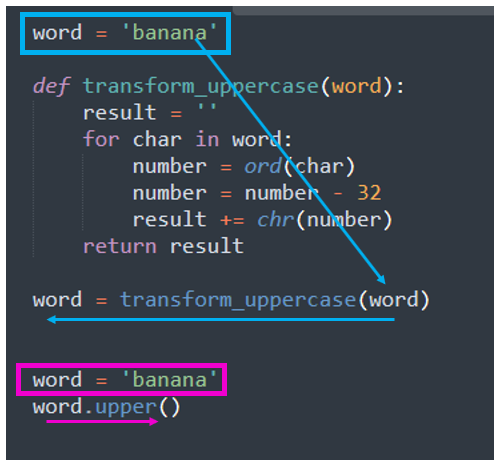 word = 'banana'
def transform_uppercase(word):
result = ''
for char in word:
number = ord(char)
number = number - 32
result += chr(number)
return result
word = transform_uppercase(word)
word = 'banana'
word.upper()